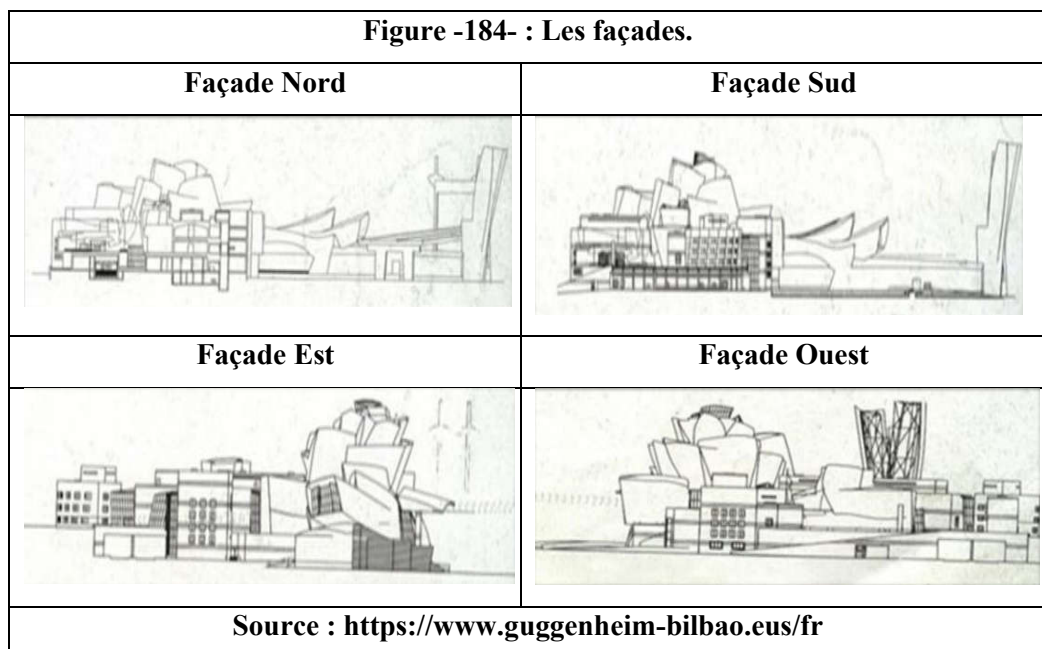 Figure -184- : Les façades.
Façade Nord
Façade Sud
Façade Est
Façade Ouest
Source : https://www.guggenheim-bilbao.eus/fr